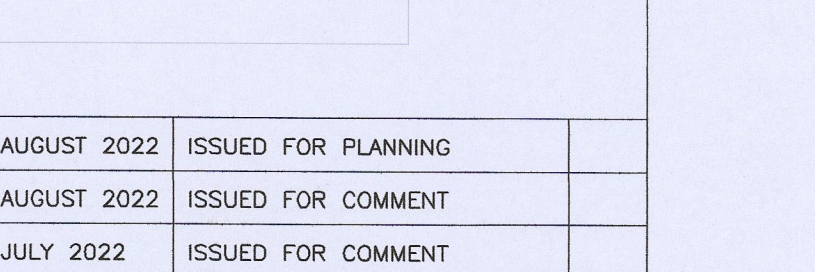 AUGUST 2022 ISSUED FOR PLANNING
AUGUST 2022 ISSUED FOR COMMENT
JULY 2022 ISSUED FOR COMMENT